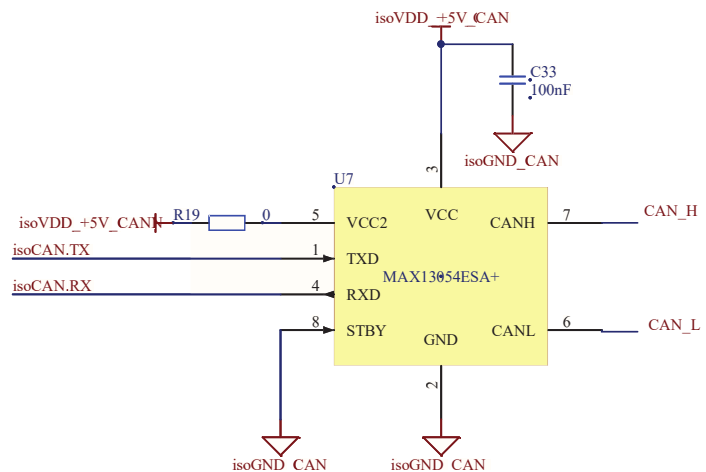 isoVDD_+5V_CAN
C33
100nF
isoGND_CAN
U7
3
R19
0
5
VCC2
VCC
CANH
7
CAN_H
isoVDD_+5V_CANN
isoCAN.TX
1
TXD
MAX13054ESA+
isoCAN.RX
4
RXD
8
STBY
GND
CANL
6
CAN_L
2
isoGND_CAN
isoGND_CAN